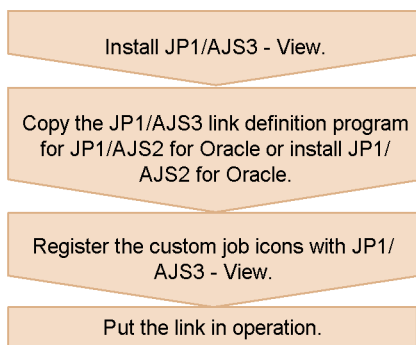 Install JP1/AJS3 - View.
Copy the JP1/AJS3 link definition program
for JP1/AJS2 for Oracle or install JP1/
AJS2 for Oracle.
Register the custom job icons with JP1/
AJS3 - View.
Put the link in operation.